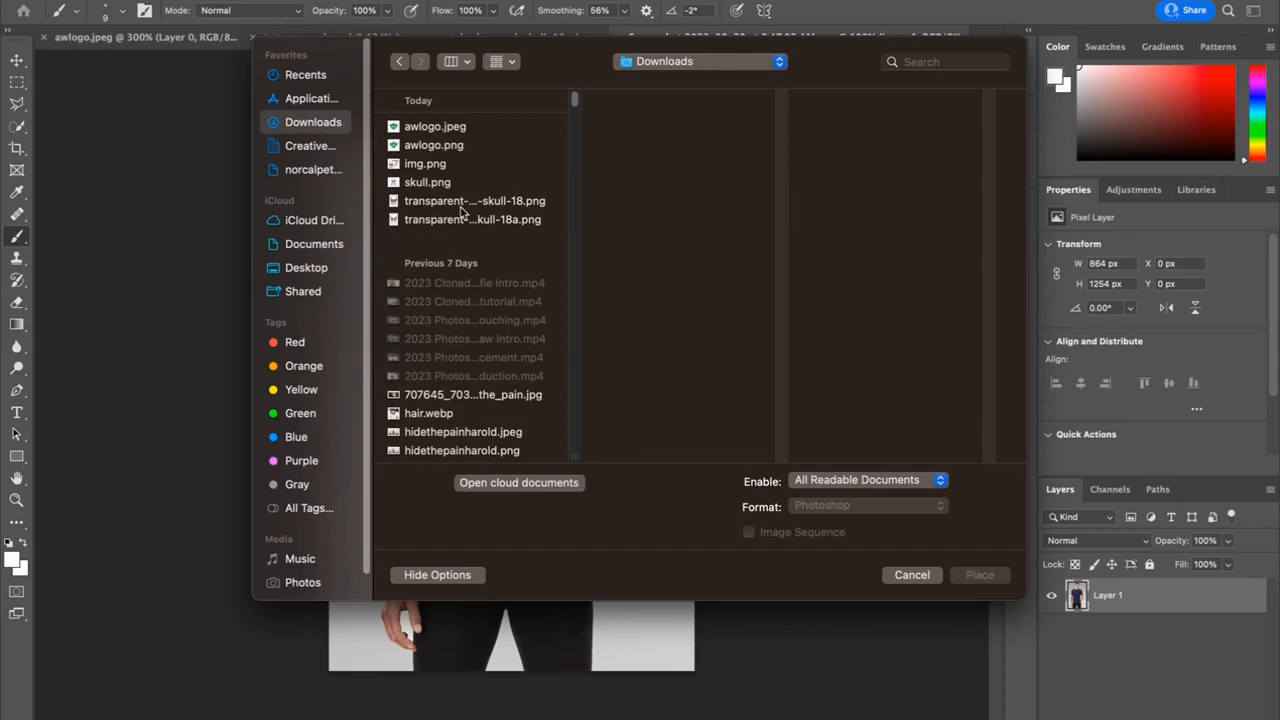 Mode: Normal Opacity: 100% Flow: 100% Smoothing: 56% -2° Share
9
× awlogo.jpeg @ 300% (Layer 0, RGB/8...
Favorites
Recents
Applicati...
Downloads
Creative...
norcalpet...
iCloud
iCloud Dri...
Documents
Desktop
Shared
Tags
Red
Orange
Yellow
Green
Blue
Purple
Gray
All Tags...
Media
Music
Photos
Downloads
Search
Today
awlogo.jpeg
awlogo.png
img.png
skull.png
transparent-...-skull-18.png
transparent-...kull-18a.png
Previous 7 Days
2023 Cloned...fie Intro.mp4
2023 Cloned...tutorial.mp4
2023 Photos...ouching.mp4
2023 Photos...aw Intro.mp4
2023 Photos...cement.mp4
2023 Photos...duction.mp4
707645_703...the_pain.jpg
hair.webp
hidethepainharold.jpeg
hidethepainharold.png
Open cloud documents
Enable: All Readable Documents
Format: Photoshop
Image Sequence
Hide Options
Cancel
Place
Color Swatches Gradients Patterns
Properties Adjustments Libraries
Pixel Layer
Transform
W 864 px X 0 px
H 1254 px Y 0 px
0.00°
Align and Distribute
Align:
Quick Actions
Layers Channels Paths
Kind
Normal Opacity: 100%
Lock: Fill: 100%
Layer 1